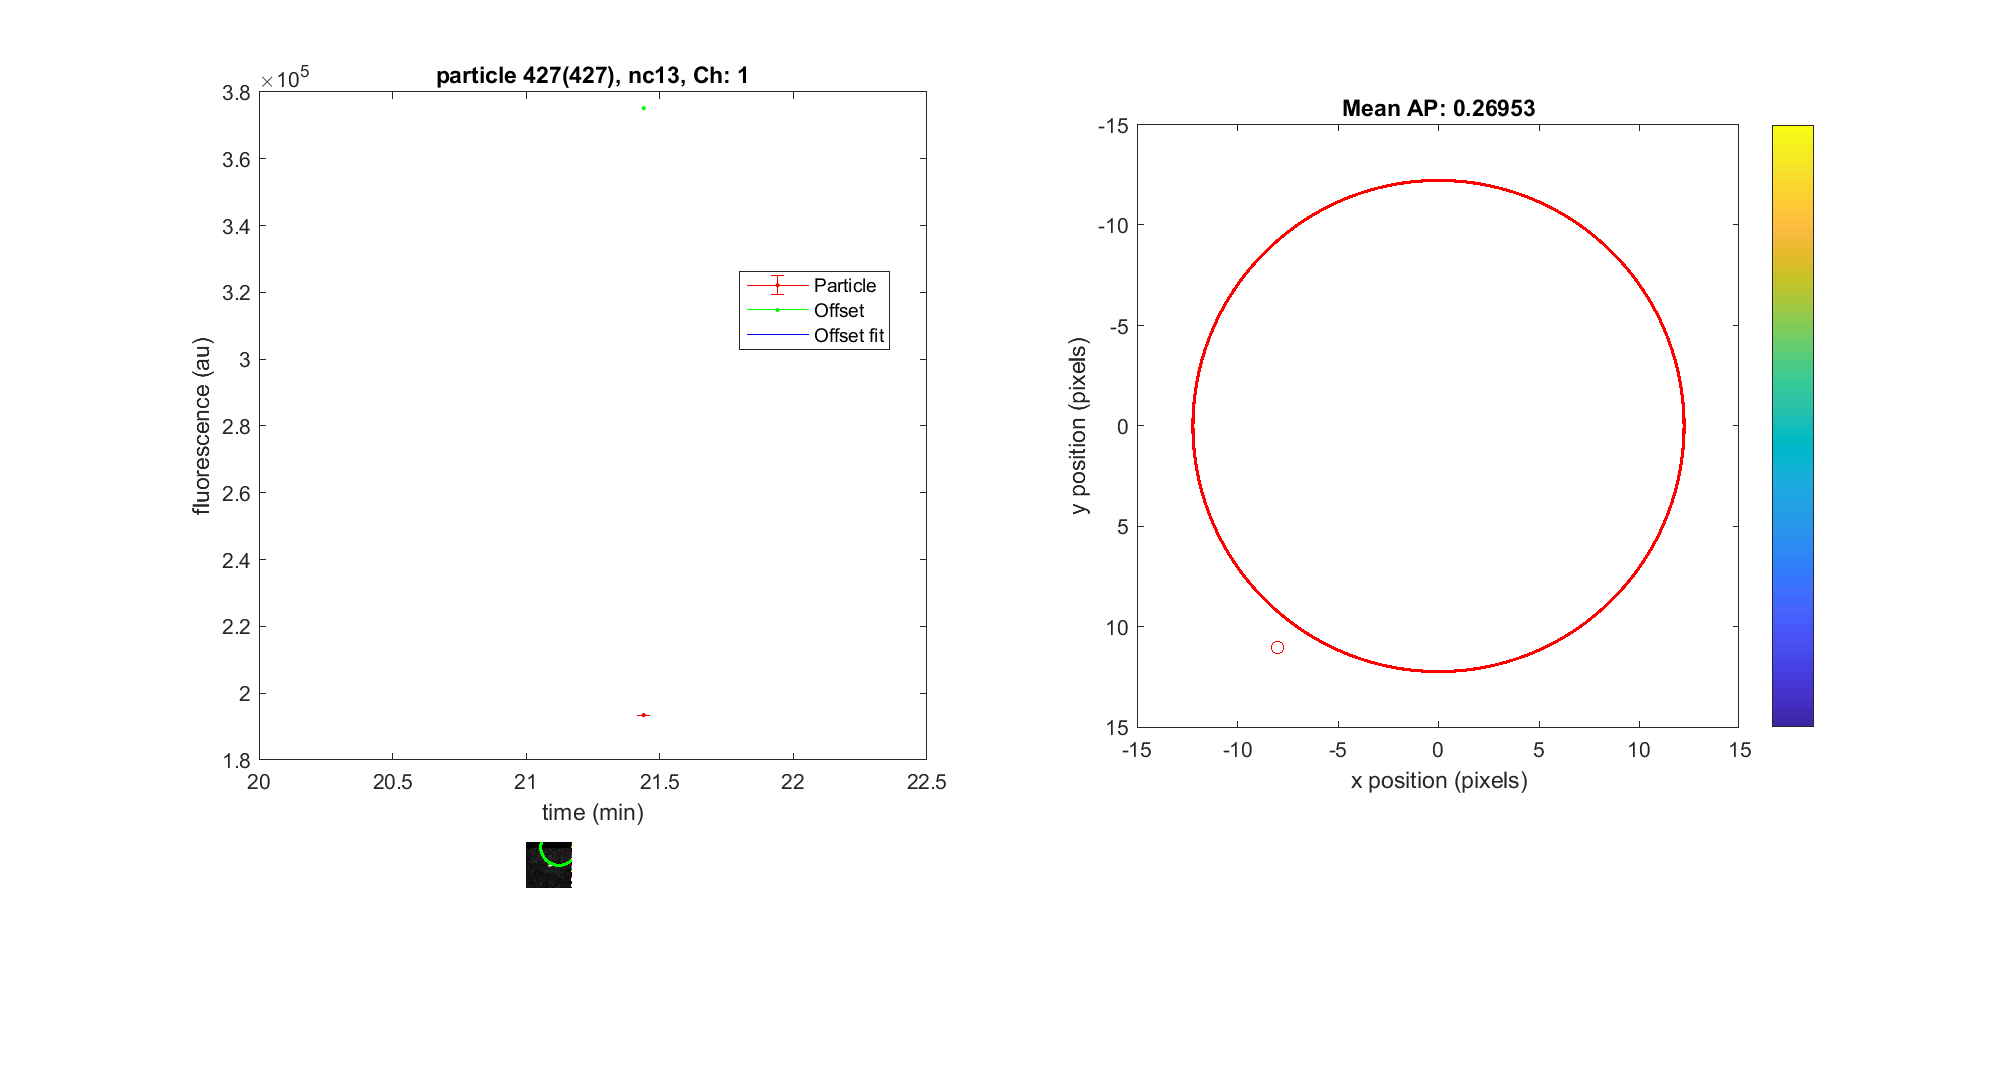 particle 427(427), nc13, Ch: 1
×10^5
3.8
3.6
3.4
3.2
3
2.8
2.6
2.4
2.2
2
1.8
fluorescence (au)
20 20.5 21 21.5 22 22.5
time (min)
Particle
Offset
Offset fit
Mean AP: 0.26953
-15
-10
-5
0
5
10
15
y position (pixels)
-15 -10 -5 0 5 10 15
x position (pixels)